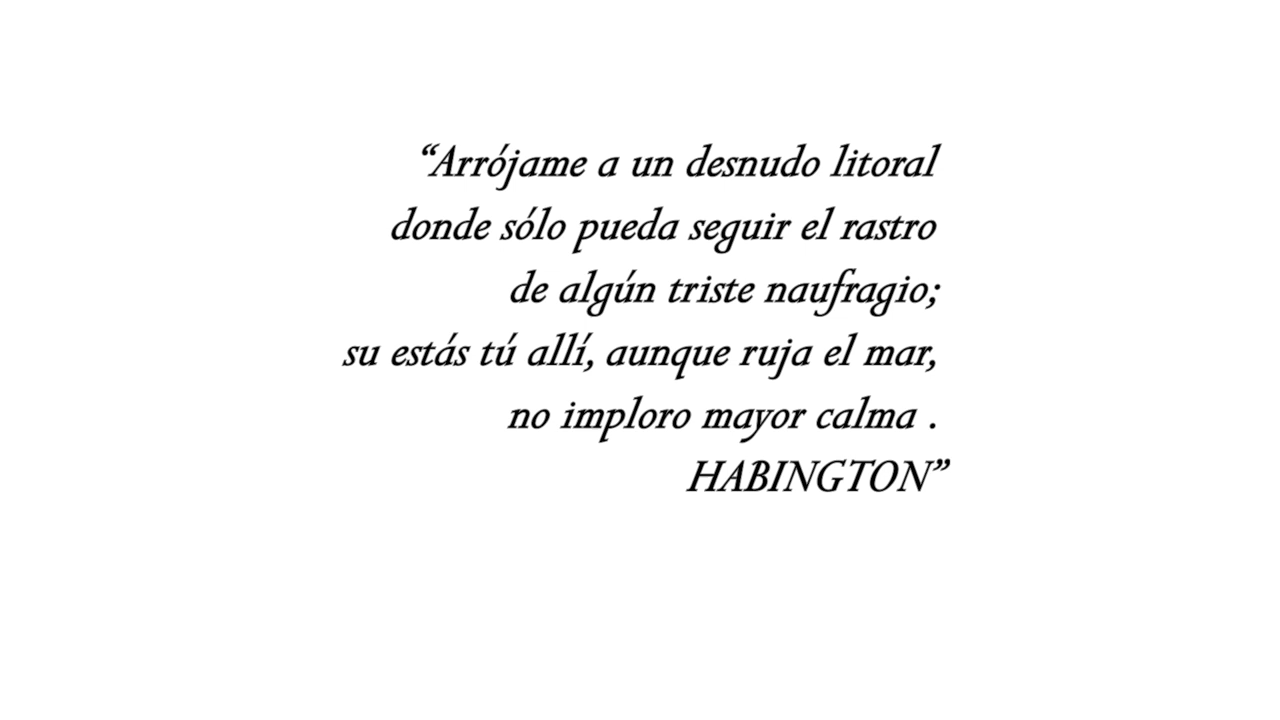 “Arrójame a un desnudo litoral
donde sólo pueda seguir el rastro
de algún triste naufragio;
su estás tú allí, aunque ruja el mar,
no imploro mayor calma .
HABINGTON”